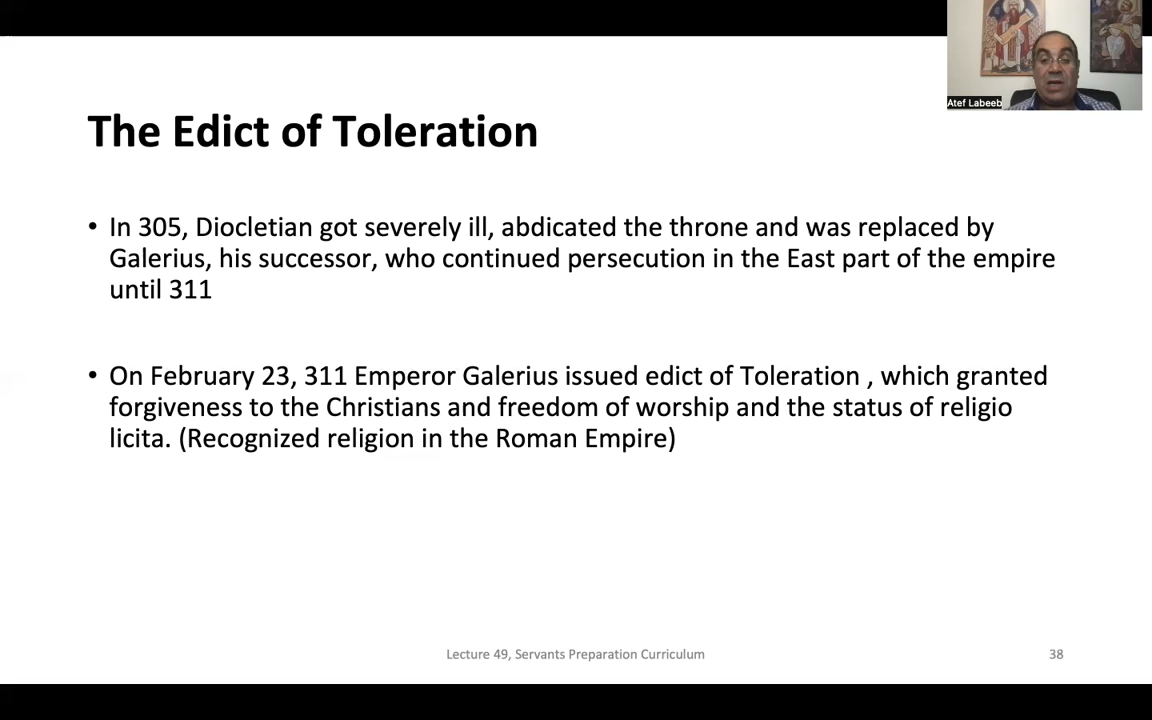 Atef Labeeb
The Edict of Toleration
• In 305, Diocletian got severely ill, abdicated the throne and was replaced by
Galerius, his successor, who continued persecution in the East part of the empire
until 311
• On February 23, 311 Emperor Galerius issued edict of Toleration , which granted
forgiveness to the Christians and freedom of worship and the status of religio
licita. (Recognized religion in the Roman Empire)
Lecture 49, Servants Preparation Curriculum
38